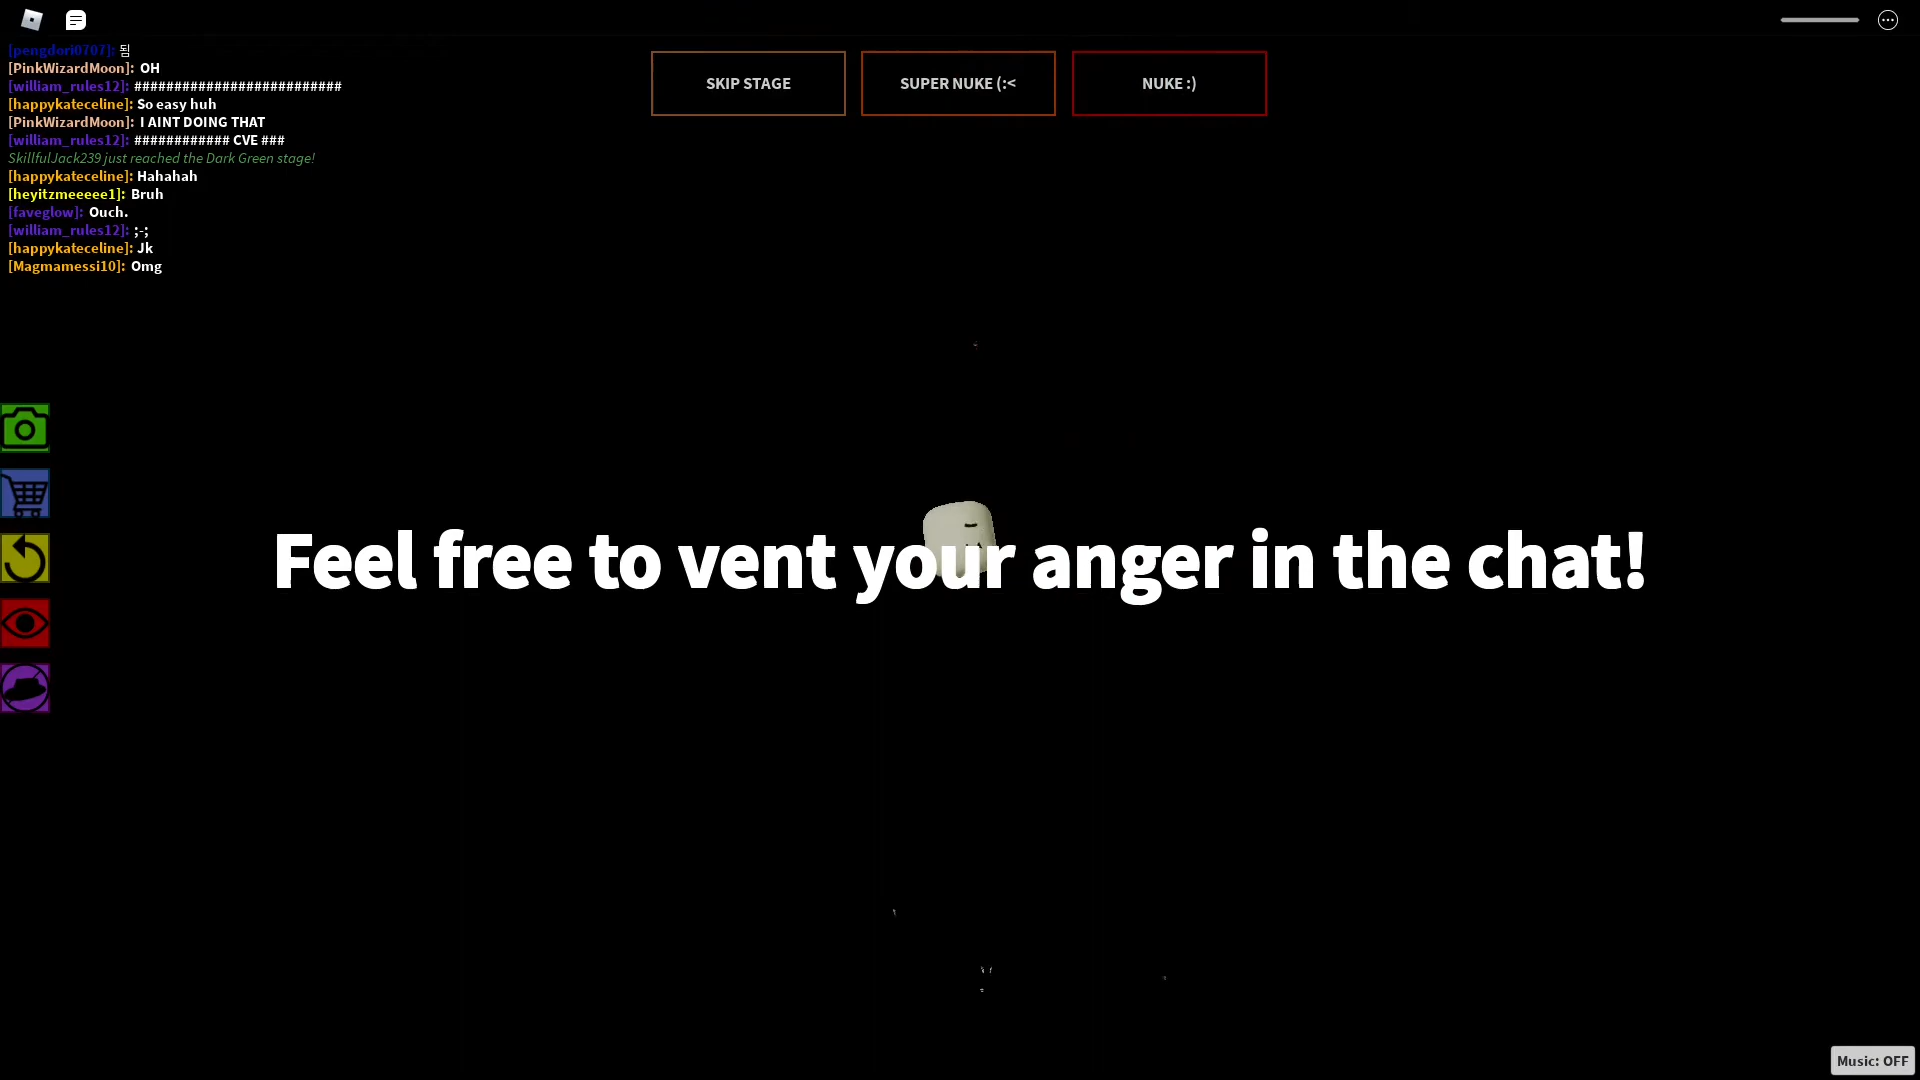 [pengdori0707]: 됨
[PinkWizardMoon]: OH
[william_rules12]: ##########################
[happykateceline]: So easy huh
[PinkWizardMoon]: I AINT DOING THAT
[william_rules12]: ############ CVE ###
SkillfulJack239 just reached the Dark Green stage!
[happykateceline]: Hahahah
[heyitzmeeeee1]: Bruh
[faveglow]: Ouch.
[william_rules12]: ;-;
[happykateceline]: Jk
[Magmamessi10]: Omg
SKIP STAGE
SUPER NUKE (:<
NUKE :)
Feel free to vent your anger in the chat!
Music: OFF